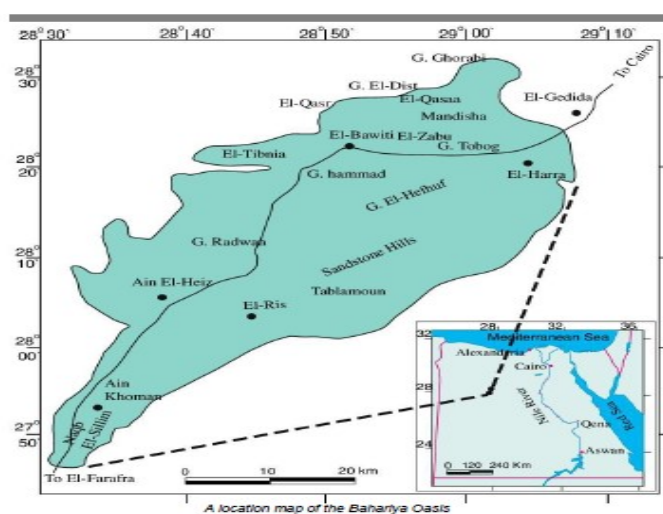 28° 30'
28° 40'
28° 50'
29° 00'
29° 10'
28° 30'
28° 20'
28° 10'
28° 00'
27° 50'
To Cairo
G. Ghorabi
G. El-Dist
El-Qasr
El-Qasaa
El-Gedida
Mandisha
El-Bawiti
El-Zabu
G. Tobog
El-Tibnia
G. hammad
El-Harra
G. El-Hefhuf
G. Radwan
Sandstone Hills
Ain El-Heiz
Tablamoun
El-Ris
Ain
Khoman
Naqb
El-Sillim
To El-Farafra
0 10 20 Km
32
28
24
28.
32.
36.
Mediterranean Sea
Alexandria
Cairo
Nile River
Red Sea
Qena
Aswan
0 120 240 Km
A location map of the Bahariya Oasis